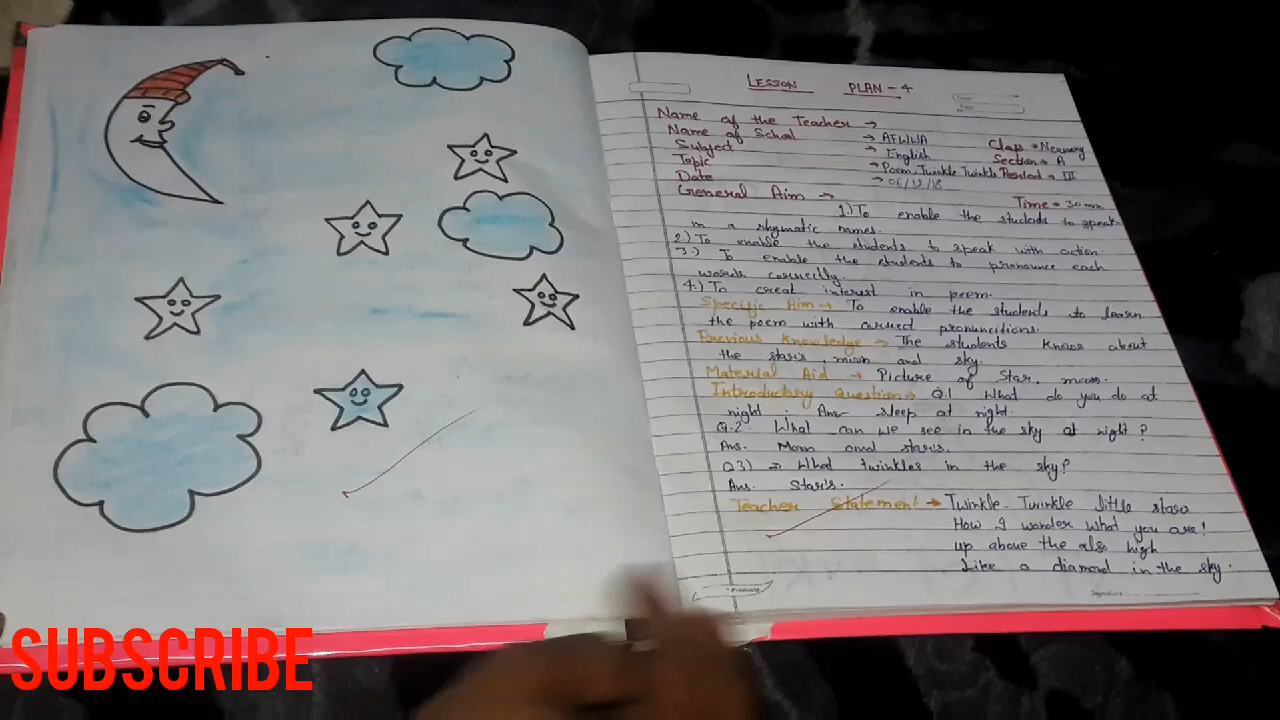 LESSON PLAN - 4
Name of the Teacher →
Name of School → AFWWA Class → Nersery
Subject → English Section → A
Topic → Poem-Twinkle Twinkle Peoriod → III
Date → 06/12/18
General Aim → Time → 30 mn
1.) To enable the students to speak
in a rhymatic names.
2) To enable the students to speak with action.
3.) To enable the students to pronounce each
words correctly.
4.) To creat interest in poem.
Specific Aim → To enable the students to learn
the poem with correct pronuncitions.
Previous Knowledge → The students knows about
the stars, moon and sky.
Material Aid → Picture of Star, moon.
Introductory question → Q.1 What do you do at
night. Ans sleep at night.
Q.2. What can we see in the sky at night?
Ans. Moon and stars.
Q3) → What twinkles in the sky?
Ans. Stars.
Teacher Statement → Twinkle-Twinkle little stars
How I wonder what you are!
up above the also high
Like a diamond in the sky.
Signature
SUBSCRIBE